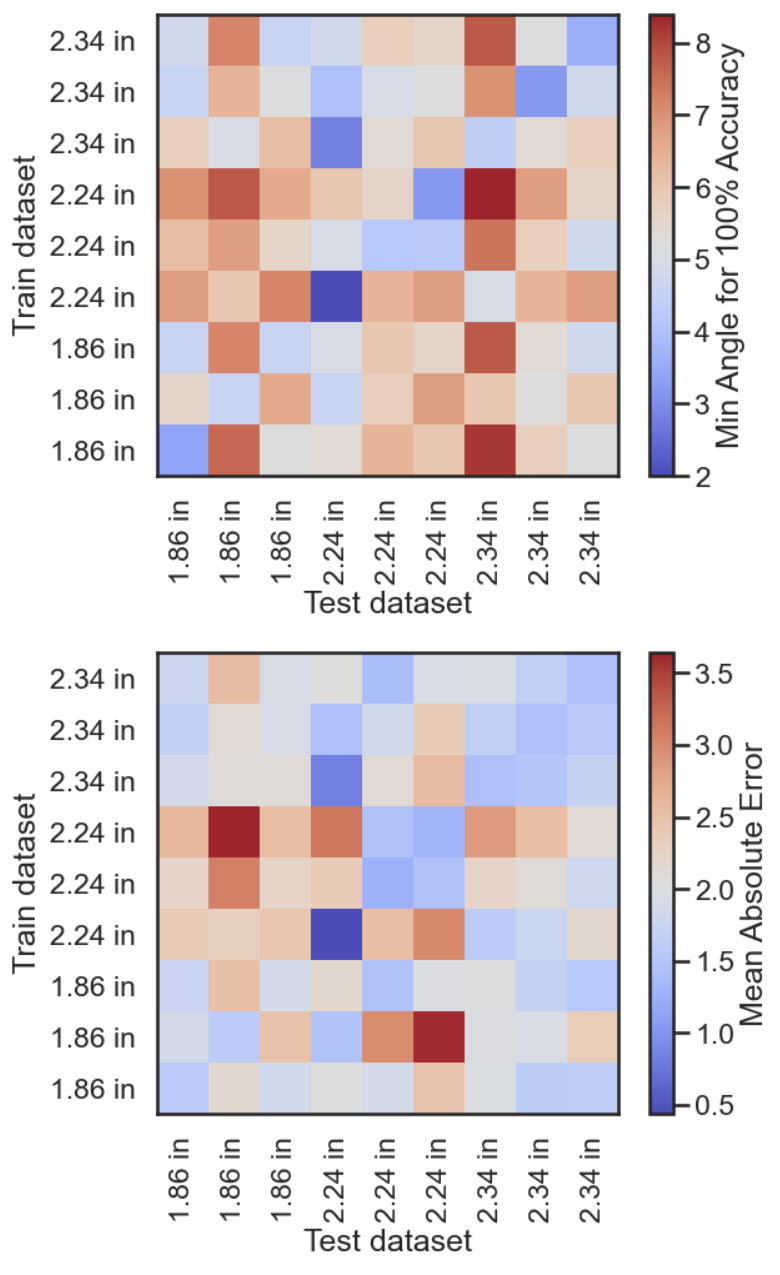 2.34 in
2.34 in
2.34 in
2.24 in
2.24 in
2.24 in
1.86 in
1.86 in
1.86 in
Train dataset
1.86 in
1.86 in
1.86 in
2.24 in
2.24 in
2.24 in
2.34 in
2.34 in
2.34 in
Test dataset
8
7
6
5
4
3
2
Min Angle for 100% Accuracy
2.34 in
2.34 in
2.34 in
2.24 in
2.24 in
2.24 in
1.86 in
1.86 in
1.86 in
Train dataset
1.86 in
1.86 in
1.86 in
2.24 in
2.24 in
2.24 in
2.34 in
2.34 in
2.34 in
Test dataset
3.5
3.0
2.5
2.0
1.5
1.0
0.5
Mean Absolute Error